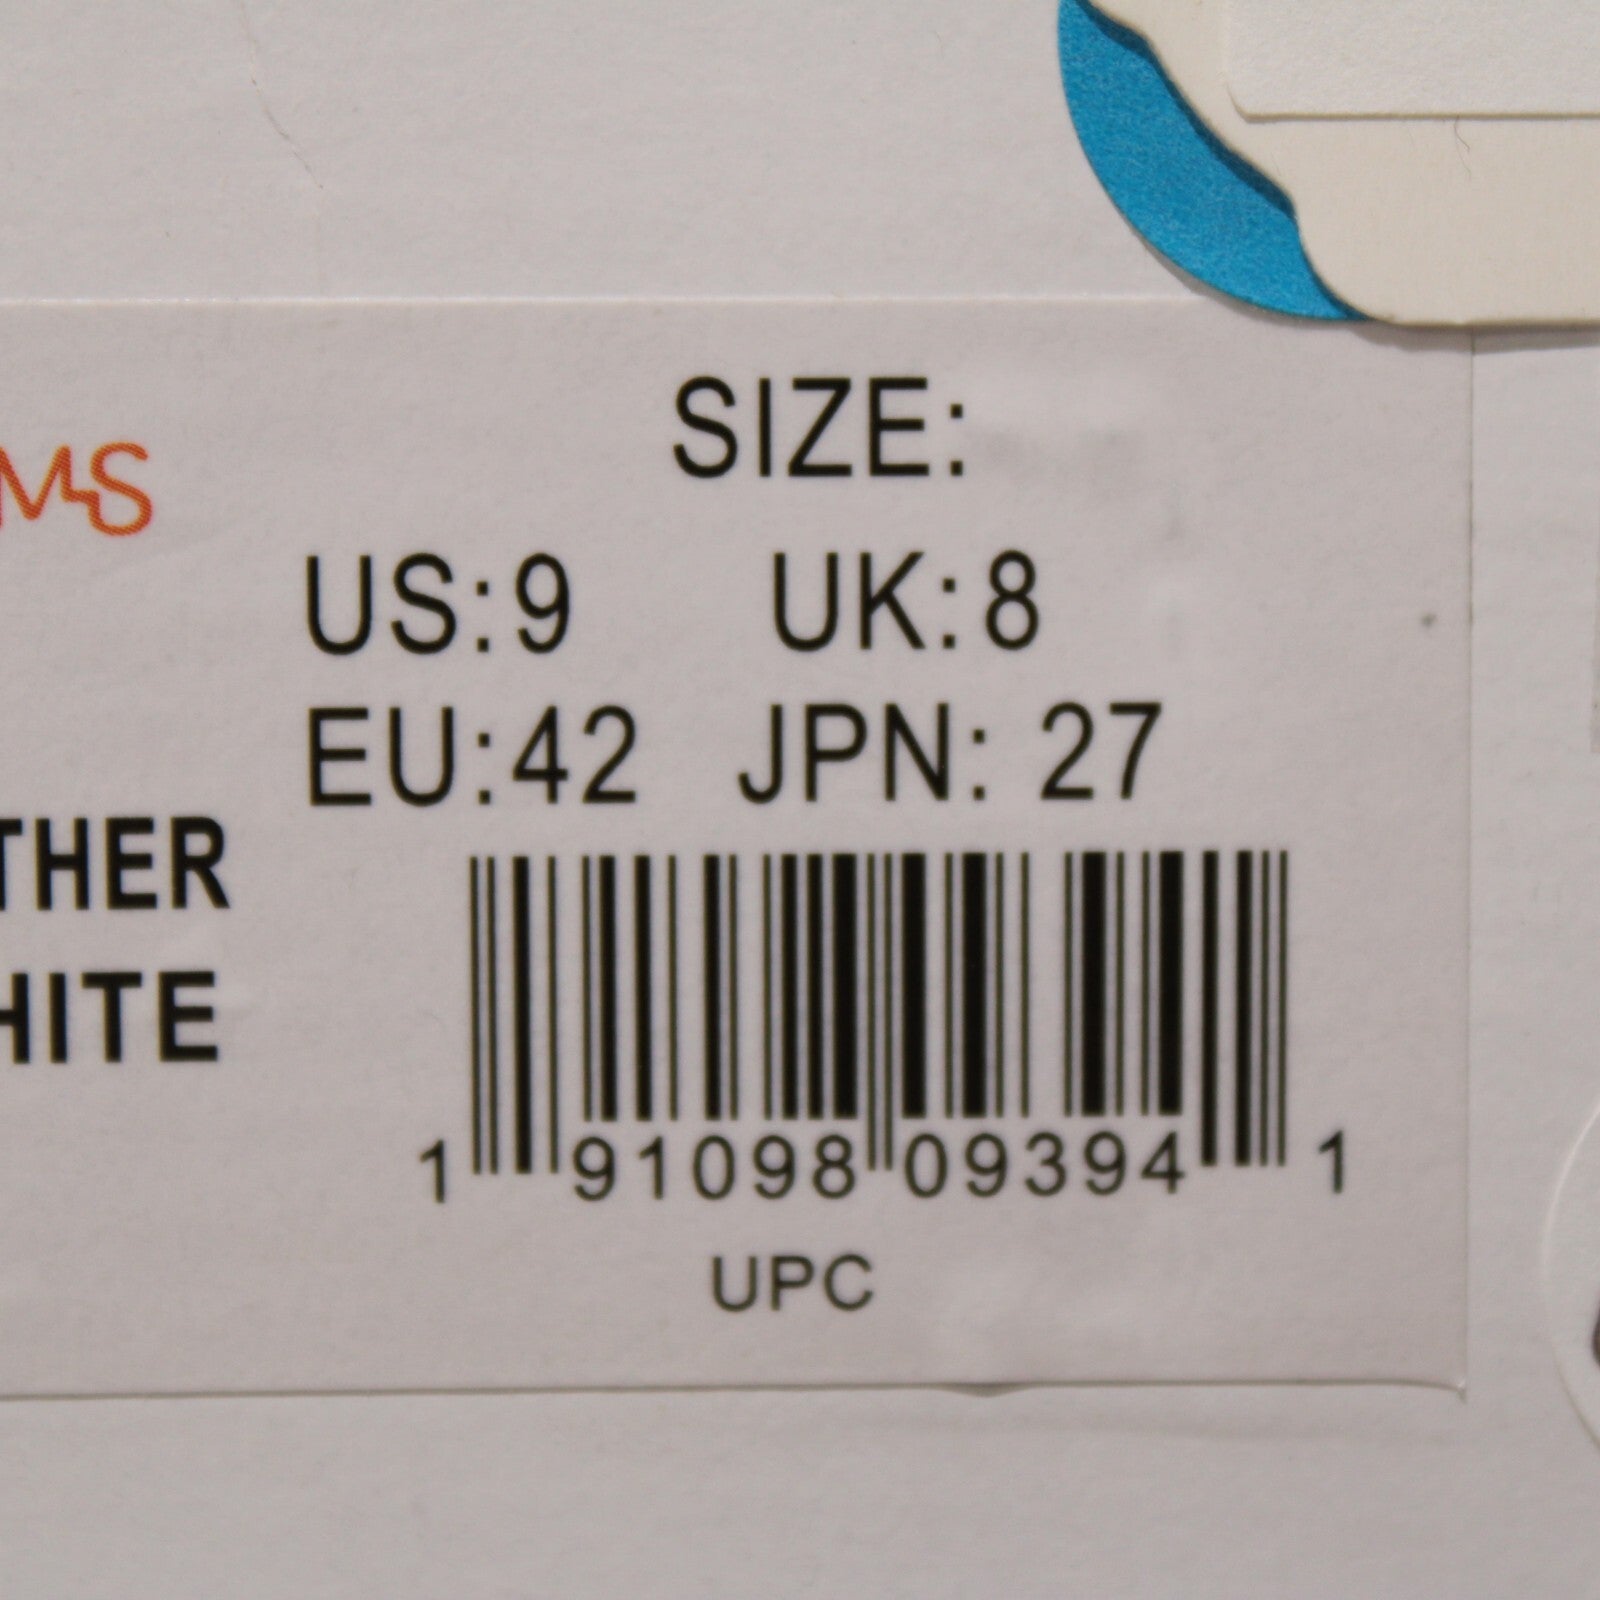 SIZE:
MS
US:9 UK:8
EU:42 JPN: 27
THER
HITE
1 91098 09394 1
UPC